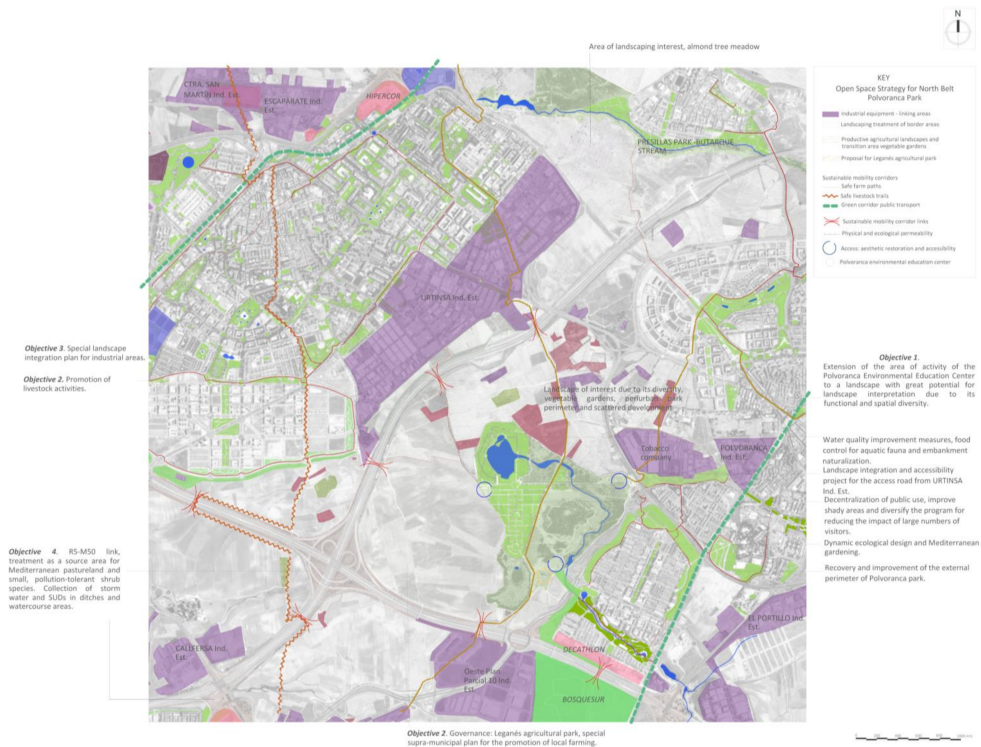 N
Area of landscaping interest, almond tree meadow
CTRA. SAN
MARTÍN Ind. Est.
ESCAPARATE Ind.
Est.
HIPERCOR
PRESILLAS PARK -BUTARQUE
STREAM
URTINSA Ind. Est.
Landscape of interest due to its diversity,
vegetable gardens, periurban park
perimeter and scattered development
Tobacco
company
POLVORANCA
Ind. Est.
EL PORTILLO Ind.
Est.
CALLFERSA Ind.
Est.
Oeste Plan
Parcial 10 Ind.
Est.
DECATHLON
BOSQUESUR
KEY
Open Space Strategy for North Belt
Polvoranca Park
Industrial equipment - linking areas
Landscaping treatment of border areas
Productive agricultural landscapes and
transition area vegetable gardens
Proposal for Leganés agricultural park
Sustainable mobility corridors
Safe farm paths
Safe livestock trails
Green corridor public transport
Sustainable mobility corridor links
Physical and ecological permeability
Access: aesthetic restoration and accessibility
Polvoranca environmental education center
Objective 3. Special landscape
integration plan for industrial areas.
Objective 2. Promotion of
livestock activities.
Objective 4. R5-M50 link,
treatment as a source area for
Mediterranean pastureland and
small, pollution-tolerant shrub
species. Collection of storm
water and SUDs in ditches and
watercourse areas.
Objective 1.
Extension of the area of activity of the
Polvoranca Environmental Education Center
to a landscape with great potential for
landscape interpretation due to its
functional and spatial diversity.
Water quality improvement measures, food
control for aquatic fauna and embankment
naturalization.
Landscape integration and accessibility
project for the access road from URTINSA
Ind. Est.
Decentralization of public use, improve
shady areas and diversify the program for
reducing the impact of large numbers of
visitors.
Dynamic ecological design and Mediterranean
gardening.
Recovery and improvement of the external
perimeter of Polvoranca park.
Objective 2. Governance: Leganés agricultural park, special
supra-municipal plan for the promotion of local farming.